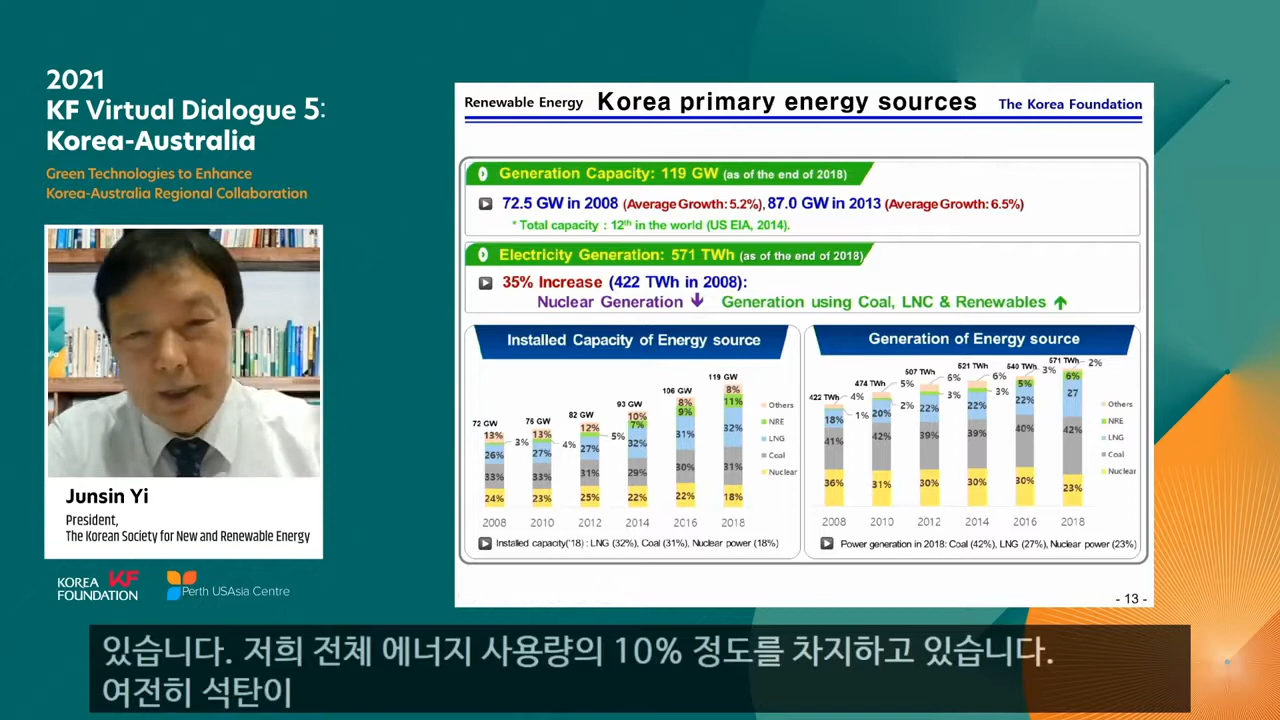 2021
KF Virtual Dialogue 5:
Korea-Australia
Green Technologies to Enhance
Korea-Australia Regional Collaboration
Junsin Yi
President,
The Korean Society for New and Renewable Energy
KOREA KF
FOUNDATION
Perth USAsia Centre
Renewable Energy Korea primary energy sources The Korea Foundation
Generation Capacity: 119 GW (as of the end of 2018)
72.5 GW in 2008 (Average Growth: 5.2%), 87.0 GW in 2013 (Average Growth: 6.5%)
* Total capacity : 12th in the world (US EIA, 2014).
Electricity Generation: 571 TWh (as of the end of 2018)
35% Increase (422 TWh in 2008):
Nuclear Generation Generation using Coal, LNC & Renewables
Installed Capacity of Energy source
72 GW 76 GW 82 GW 93 GW 106 GW 119 GW
13% 13% 12% 10% 8% 8%
3% 4% 5% 7% 9% 11%
26% 27% 27% 32% 31% 32%
33% 33% 31% 29% 30% 31%
24% 23% 25% 22% 22% 18%
2008 2010 2012 2014 2016 2018
Others
NRE
LNG
Coal
Nuclear
Installed capacity('18) : LNG (32%), Coal (31%), Nuclear power (18%)
Generation of Energy source
422 TWh 474 TWh 507 TWh 521 TWh 540 TWh 571 TWh
4% 5% 6% 6% 3% 2%
1% 2% 3% 3% 5% 6%
18% 20% 22% 22% 22% 27
41% 42% 39% 39% 40% 42%
36% 31% 30% 30% 30% 23%
2008 2010 2012 2014 2016 2018
Others
NRE
LNG
Coal
Nuclear
Power generation in 2018: Coal (42%), LNG (27%), Nuclear power (23%)
- 13 -
있습니다. 저희 전체 에너지 사용량의 10% 정도를 차지하고 있습니다.
여전히 석탄이